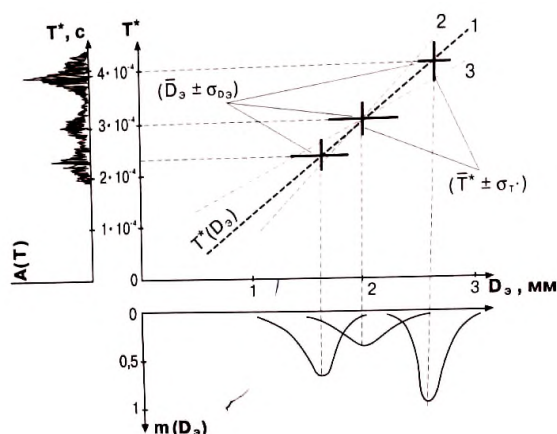 T*, с
T*
2
1
3
4·10⁻⁴
3·10⁻⁴
2·10⁻⁴
1·10⁻⁴
0
(D̄э ± σDэ)
(T̄* ± σT*)
T*(Dэ)
A(T)
1
2
3
Dэ, мм
0
0,5
1
m(Dэ)